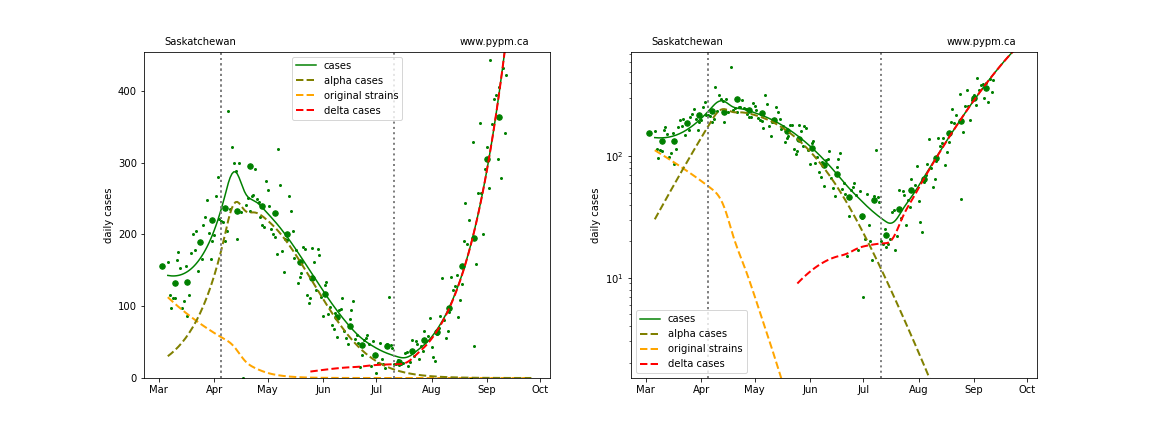 Saskatchewan www.pypm.ca
cases
alpha cases
original strains
delta cases
daily cases
400
300
200
100
0
Mar Apr May Jun Jul Aug Sep Oct
Saskatchewan www.pypm.ca
daily cases
10²
10¹
cases
alpha cases
original strains
delta cases
Mar Apr May Jun Jul Aug Sep Oct